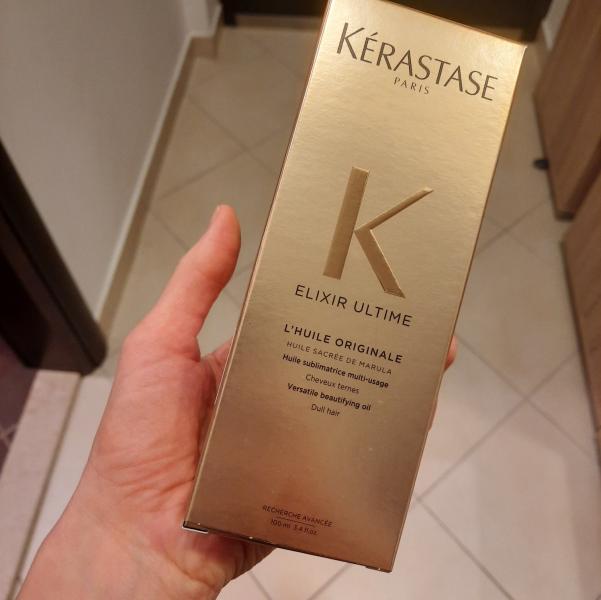 KÉRASTASE
PARIS
K
ELIXIR ULTIME
L'HUILE ORIGINALE
HUILE SACRÉE DE MARULA
Huile sublimatrice multi-usage
Cheveux ternes
Versatile beautifying oil
Dull hair
RECHERCHE AVANCÉE
100 ml 3.4 fl.oz.